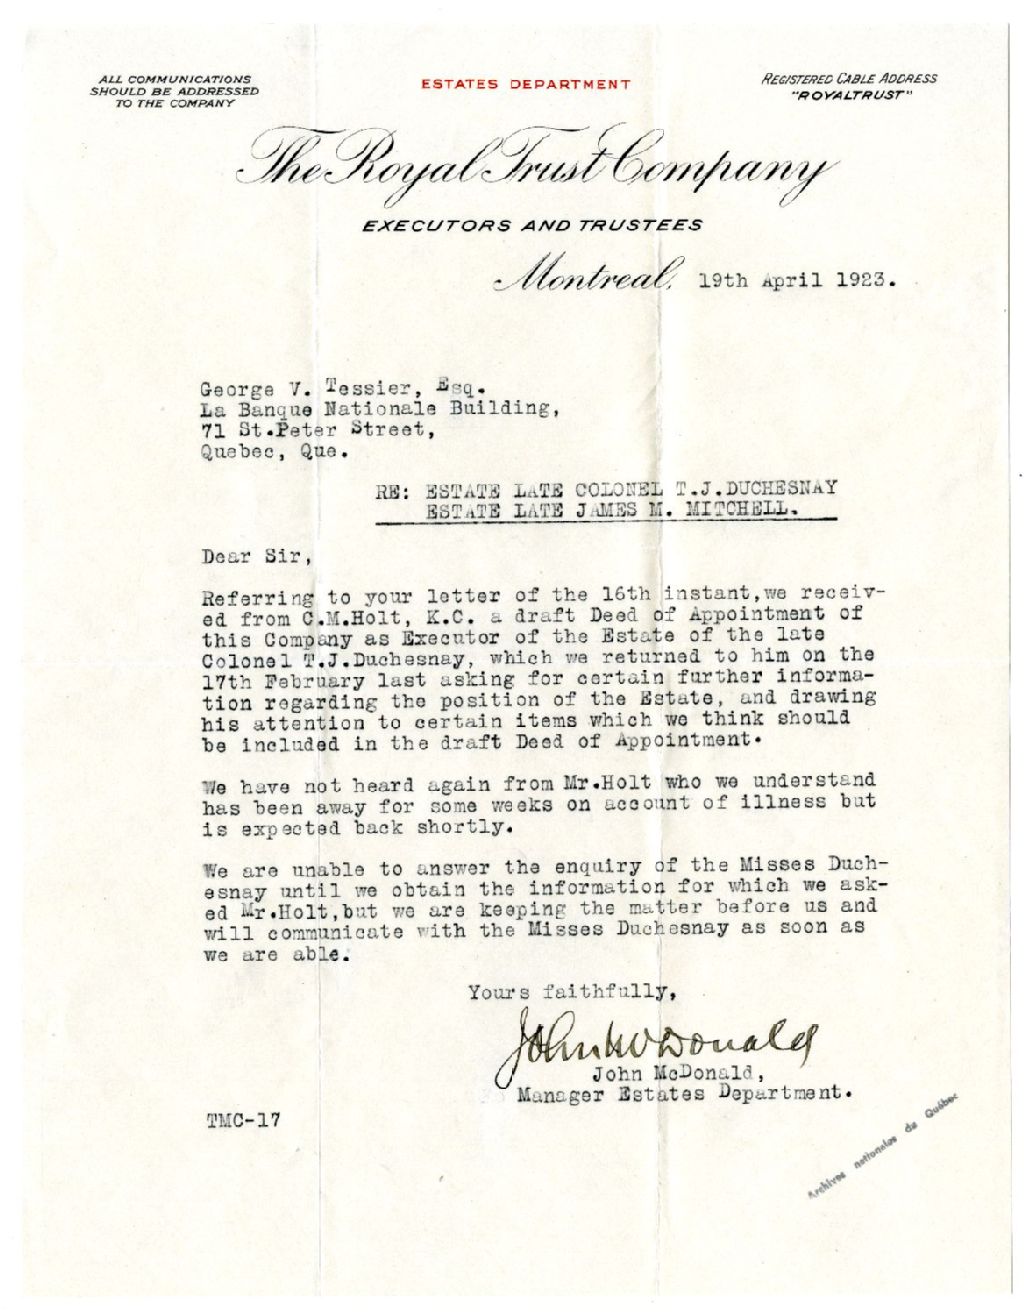 ALL COMMUNICATIONS
SHOULD BE ADDRESSED
TO THE COMPANY
ESTATES DEPARTMENT
REGISTERED CABLE ADDRESS
"ROYALTRUST"
The Royal Trust Company
EXECUTORS AND TRUSTEES
Montreal, 19th April 1923.
George V. Tessier, Esq.
La Banque Nationale Building,
71 St.Peter Street,
Quebec, Que.
RE: ESTATE LATE COLONEL T.J.DUCHESNAY
ESTATE LATE JAMES M. MITCHELL.
Dear Sir,
Referring to your letter of the 16th instant,we receiv-
ed from C.M.Holt, K.C. a draft Deed of Appointment of
this Company as Executor of the Estate of the late
Colonel T.J.Duchesnay, which we returned to him on the
17th February last asking for certain further informa-
tion regarding the position of the Estate, and drawing
his attention to certain items which we think should
be included in the draft Deed of Appointment.
We have not heard again from Mr.Holt who we understand
has been away for some weeks on account of illness but
is expected back shortly.
We are unable to answer the enquiry of the Misses Duch-
esnay until we obtain the information for which we ask-
ed Mr.Holt,but we are keeping the matter before us and
will communicate with the Misses Duchesnay as soon as
we are able.
Yours faithfully,
John McDonald
John McDonald,
Manager Estates Department.
TMC-17
Archives nationales du Québec